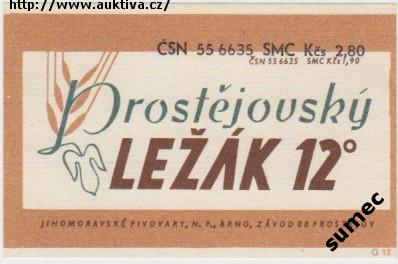 http://www.auktiva.cz/
ČSN 55 6635 SMC Kčs 2,80
ČSN 55 6635 SMC Kčs 1,90
Prostějovský
LEŽÁK 12°
JIHOMORAVSKÉ PIVOVARY, N. P., BRNO, ZÁVOD 08 PROSTĚJOV
sumec
G 12